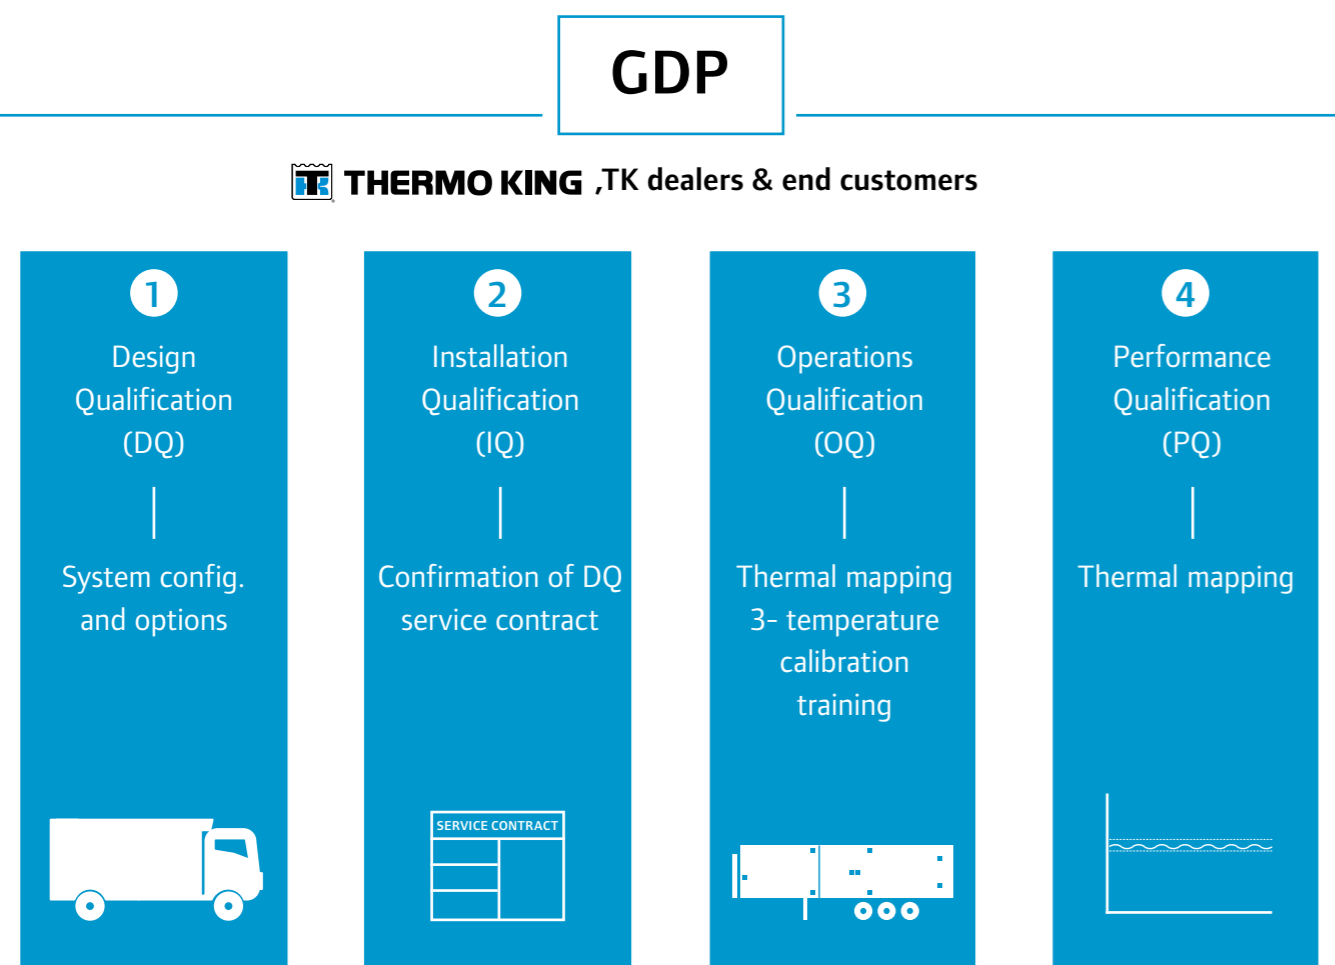 GDP
THERMO KING ,TK dealers & end customers
1
Design
Qualification
(DQ)
System config.
and options
2
Installation
Qualification
(IQ)
Confirmation of DQ
service contract
SERVICE CONTRACT
3
Operations
Qualification
(OQ)
Thermal mapping
3- temperature
calibration
training
4
Performance
Qualification
(PQ)
Thermal mapping